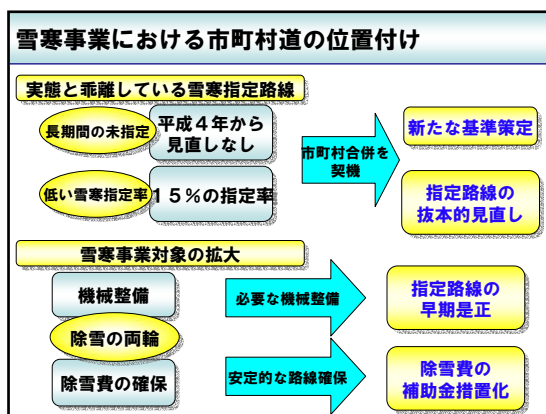 雪寒事業における市町村道の位置付け
実態と乖離している雪寒指定路線
長期間の未指定
平成４年から
見直しなし
低い雪寒指定率
１５％の指定率
市町村合併を
契機
新たな基準策定
指定路線の
抜本的見直し
雪寒事業対象の拡大
機械整備
除雪の両輪
除雪費の確保
必要な機械整備
安定的な路線確保
指定路線の
早期是正
除雪費の
補助金措置化